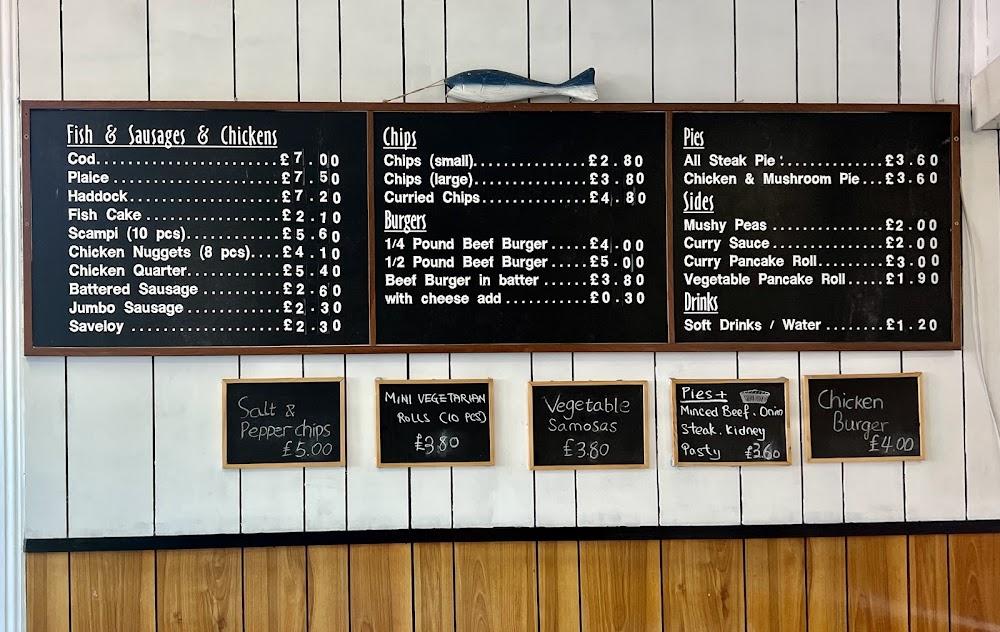 Fish & Sausages & Chickens
Cod......................£7.00
Plaice ....................£7.50
Haddock..................£7.20
Fish Cake ................£2.10
Scampi (10 pcs)...........£5.60
Chicken Nuggets (8 pcs)....£4.10
Chicken Quarter...........£5.40
Battered Sausage .........£2.60
Jumbo Sausage ...........£2.30
Saveloy ..................£2.30
Chips
Chips (small).............£2.80
Chips (large).............£3.80
Curried Chips............£4.80
Burgers
1/4 Pound Beef Burger .....£4.00
1/2 Pound Beef Burger .....£5.00
Beef Burger in batter ....£3.80
with cheese add ..........£0.30
Pies
All Steak Pie ............£3.60
Chicken & Mushroom Pie...£3.60
Sides
Mushy Peas ..............£2.00
Curry Sauce..............£2.00
Curry Pancake Roll........£3.00
Vegetable Pancake Roll.....£1.90
Drinks
Soft Drinks / Water ........£1.20
Salt &
Pepper chips
£5.00
MINI VEGETARIAN
ROLLS (10 PCS)
£3.80
Vegetable
Samosas
£3.80
Pies+
Minced Beef. Onio
Steak. Kidney
Pasty £3.60
Chicken
Burger
£4.00